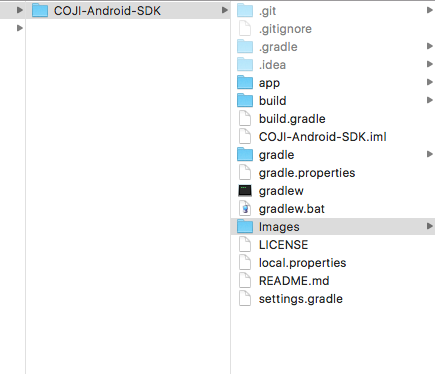 COJI-Android-SDK
.git
.gitignore
.gradle
.idea
app
build
build.gradle
COJI-Android-SDK.iml
gradle
gradle.properties
gradlew
gradlew.bat
Images
LICENSE
local.properties
README.md
settings.gradle